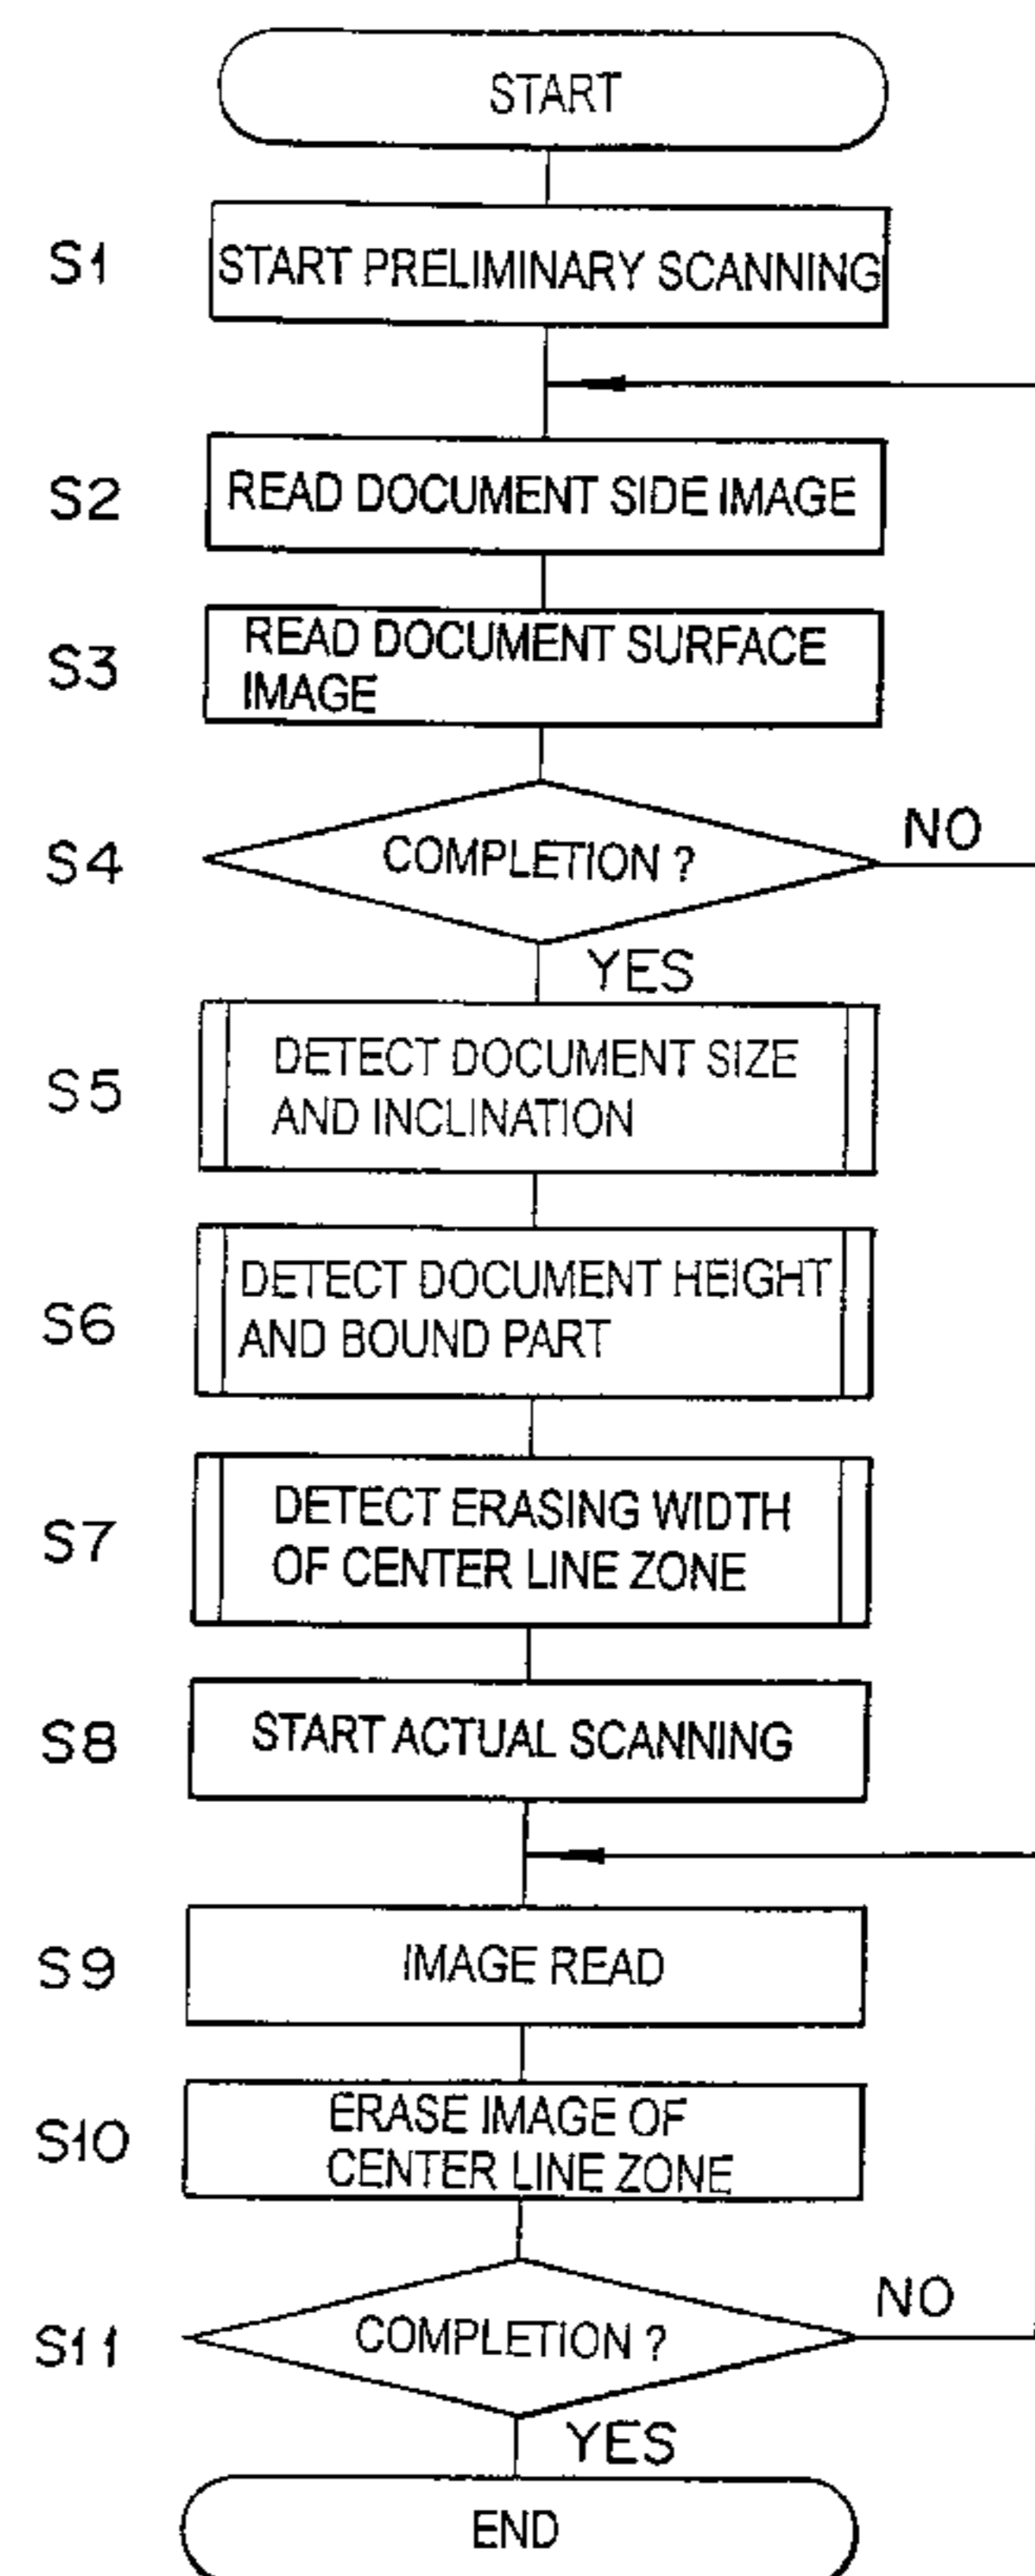 START
S1
START PRELIMINARY SCANNING
S2
READ DOCUMENT SIDE IMAGE
S3
READ DOCUMENT SURFACE
IMAGE
S4
COMPLETION ?
NO
YES
S5
DETECT DOCUMENT SIZE
AND INCLINATION
S6
DETECT DOCUMENT HEIGHT
AND BOUND PART
S7
DETECT ERASING WIDTH
OF CENTER LINE ZONE
S8
START ACTUAL SCANNING
S9
IMAGE READ
S10
ERASE IMAGE OF
CENTER LINE ZONE
S11
COMPLETION ?
NO
YES
END